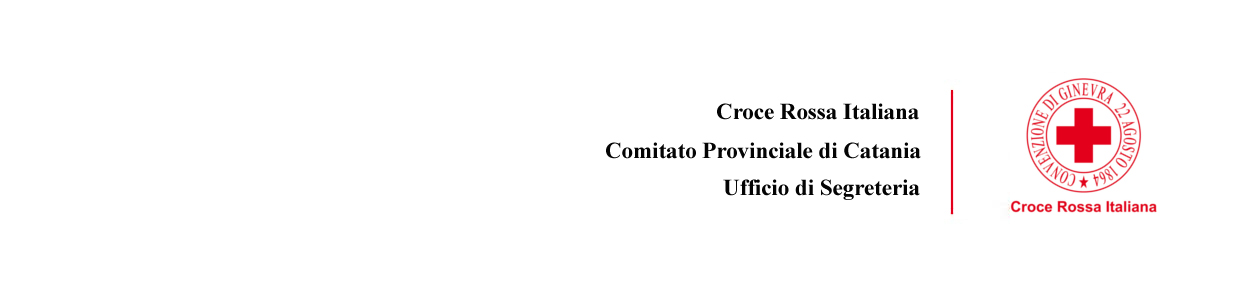 Croce Rossa Italiana
Comitato Provinciale di Catania
Ufficio di Segreteria
CONVENZIONE DI GINEVRA 22 AGOSTO 1864
Croce Rossa Italiana